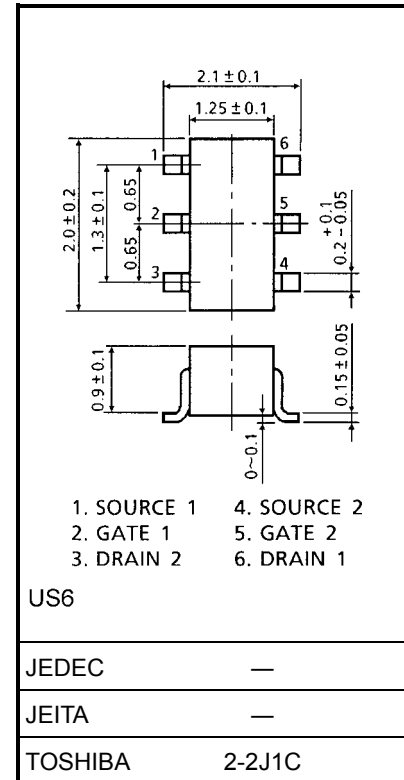 2.1±0.1
1.25±0.1
1 6
2 5
3 4
2.0±0.2
1.3±0.1
0.65
0.65
+0.1
0.2-0.05
0.9±0.1
0.15±0.05
0~0.1
1. SOURCE 1 4. SOURCE 2
2. GATE 1 5. GATE 2
3. DRAIN 2 6. DRAIN 1
US6
JEDEC —
JEITA —
TOSHIBA 2-2J1C